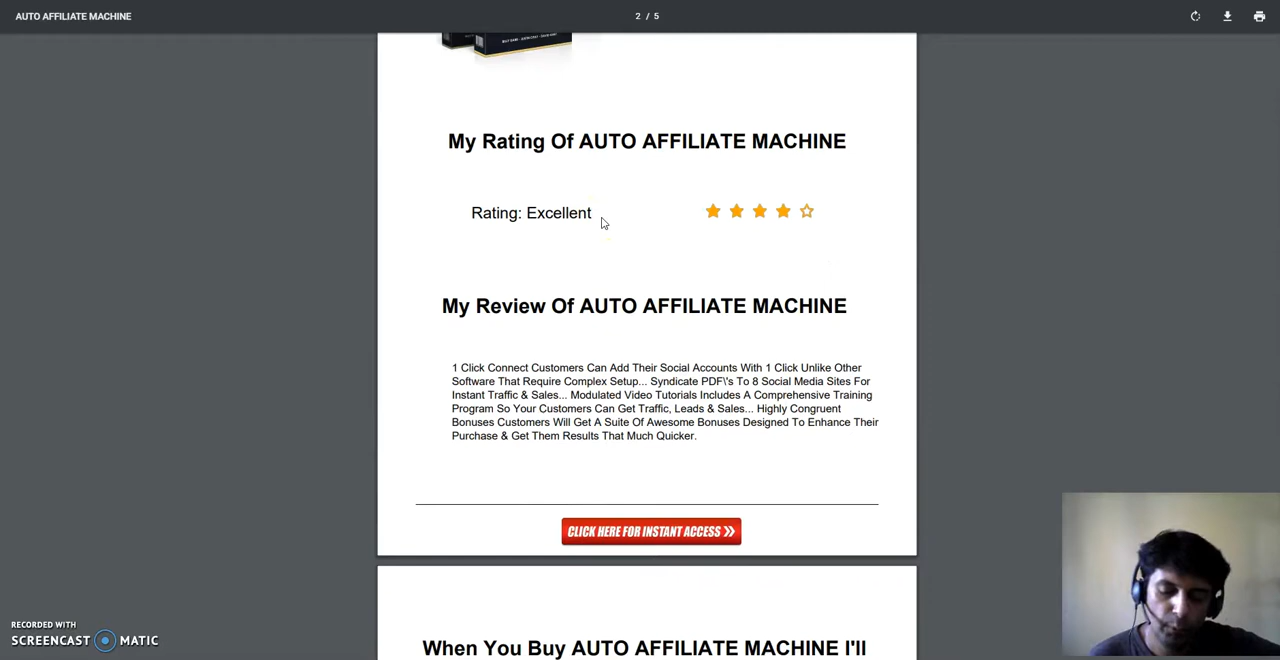 AUTO AFFILIATE MACHINE
2 / 5
My Rating Of AUTO AFFILIATE MACHINE
Rating: Excellent
My Review Of AUTO AFFILIATE MACHINE
1 Click Connect Customers Can Add Their Social Accounts With 1 Click Unlike Other
Software That Require Complex Setup... Syndicate PDF\'s To 8 Social Media Sites For
Instant Traffic & Sales... Modulated Video Tutorials Includes A Comprehensive Training
Program So Your Customers Can Get Traffic, Leads & Sales... Highly Congruent
Bonuses Customers Will Get A Suite Of Awesome Bonuses Designed To Enhance Their
Purchase & Get Them Results That Much Quicker.
CLICK HERE FOR INSTANT ACCESS »
When You Buy AUTO AFFILIATE MACHINE I'll
RECORDED WITH
SCREENCAST MATIC